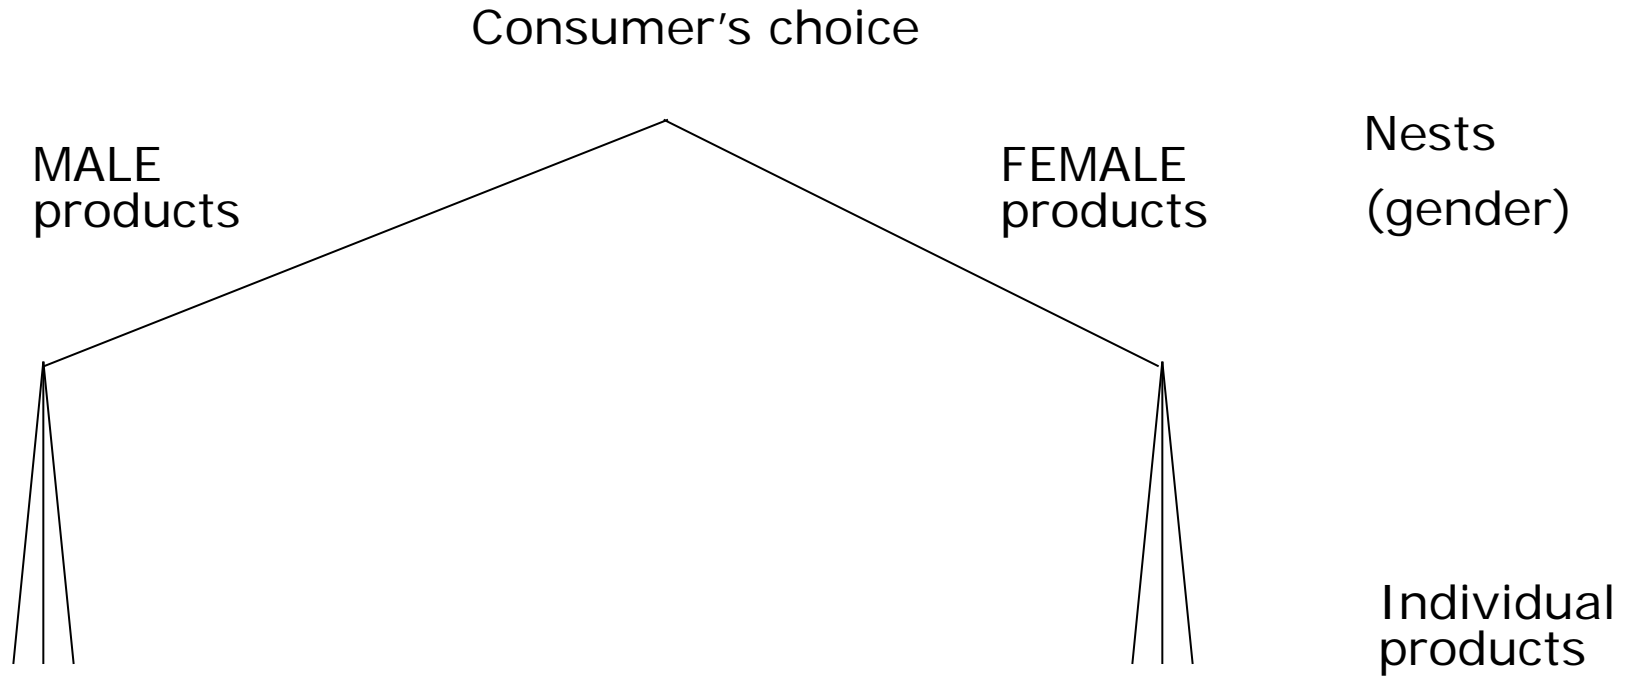 Consumer's choice
MALE
products
FEMALE
products
Nests
(gender)
Individual
products